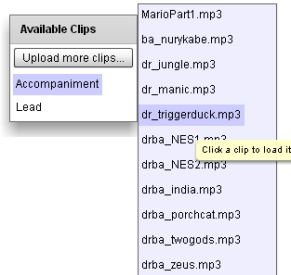 Available Clips
Upload more clips...
Accompaniment
Lead
MarioPart1.mp3
ba_nurykabe.mp3
dr_jungle.mp3
dr_manic.mp3
dr_triggerduck.mp3
drba_NES1.mp3
Click a clip to load it
drba_NES2.mp3
drba_india.mp3
drba_porchcat.mp3
drba_twogods.mp3
drba_zeus.mp3